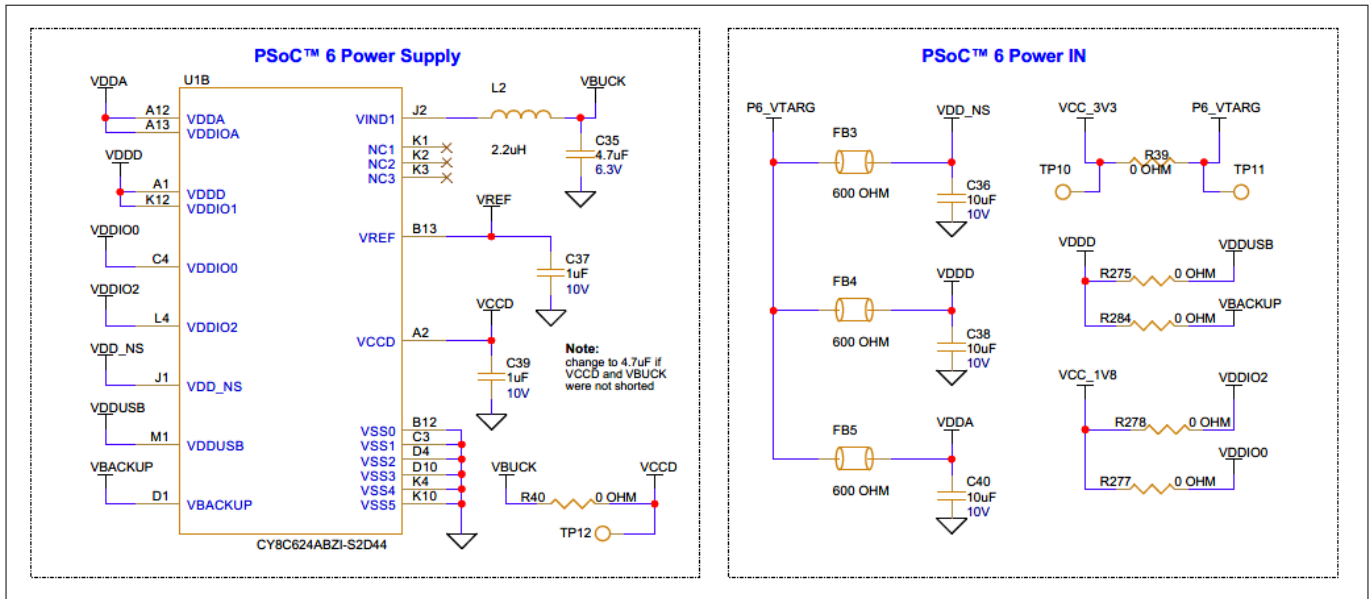 PSoC™ 6 Power Supply
U1B
VDDA
A12
VDDA
A13
VDDIOA
VDDD
A1
VDDD
K12
VDDIO1
VDDIO0
C4
VDDIO0
VDDIO2
L4
VDDIO2
VDD_NS
J1
VDD_NS
VDDUSB
M1
VDDUSB
VBACKUP
D1
VBACKUP
VIND1
J2
L2
2.2uH
VBUCK
C35
4.7uF
6.3V
NC1
K1
NC2
K2
NC3
K3
VREF
VREF
B13
C37
1uF
10V
VCCD
VCCD
A2
C39
1uF
10V
Note:
change to 4.7uF if
VCCD and VBUCK
were not shorted
VSS0
B12
VSS1
C3
VSS2
D4
VSS3
D10
VSS4
K4
VSS5
K10
VBUCK
VCCD
R40
0 OHM
TP12
CY8C624ABZI-S2D44
PSoC™ 6 Power IN
P6_VTARG
FB3
600 OHM
VDD_NS
C36
10uF
10V
FB4
600 OHM
VDDD
C38
10uF
10V
FB5
600 OHM
VDDA
C40
10uF
10V
VCC_3V3
P6_VTARG
R39
0 OHM
TP10
TP11
VDDD
VDDUSB
R275
0 OHM
VBACKUP
R284
0 OHM
VCC_1V8
VDDIO2
R278
0 OHM
VDDIO0
R277
0 OHM